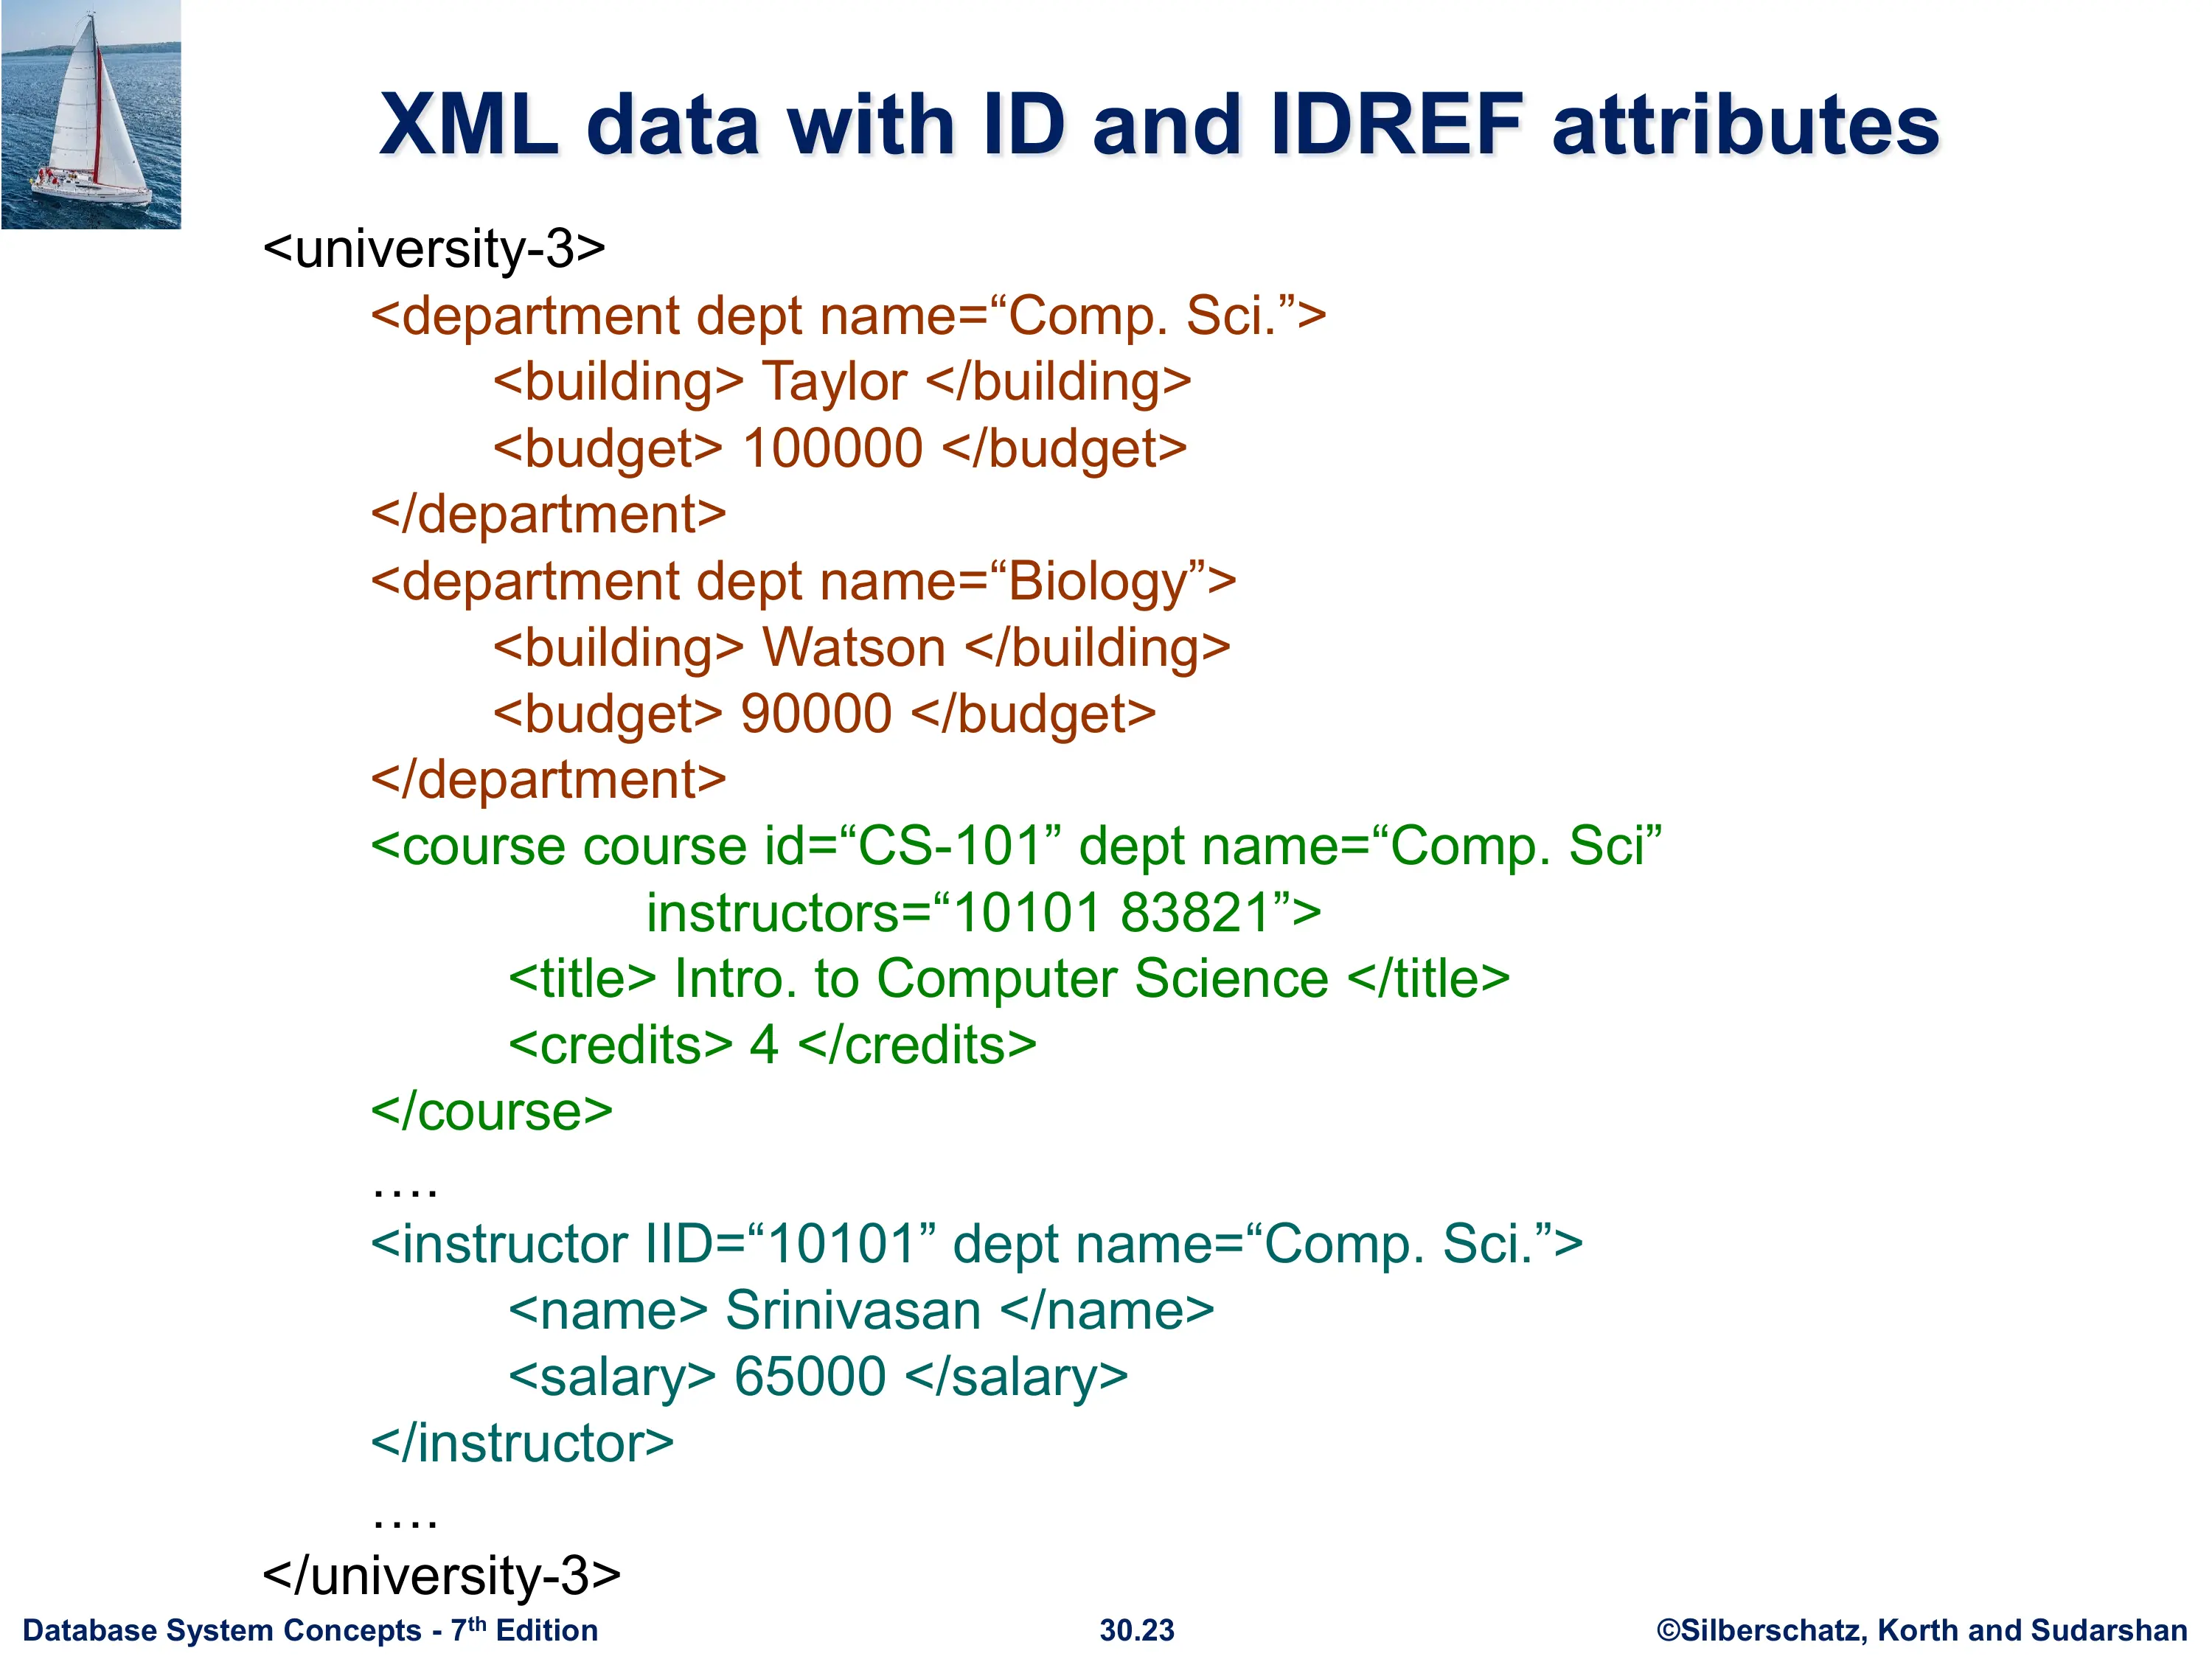 XML data with ID and IDREF attributes
<university-3>
<department dept name=“Comp. Sci.”>
<building> Taylor </building>
<budget> 100000 </budget>
</department>
<department dept name=“Biology”>
<building> Watson </building>
<budget> 90000 </budget>
</department>
<course course id=“CS-101” dept name=“Comp. Sci”
instructors=“10101 83821”>
<title> Intro. to Computer Science </title>
<credits> 4 </credits>
</course>
….
<instructor IID=“10101” dept name=“Comp. Sci.”>
<name> Srinivasan </name>
<salary> 65000 </salary>
</instructor>
….
</university-3>
Database System Concepts - 7th Edition
30.23
©Silberschatz, Korth and Sudarshan